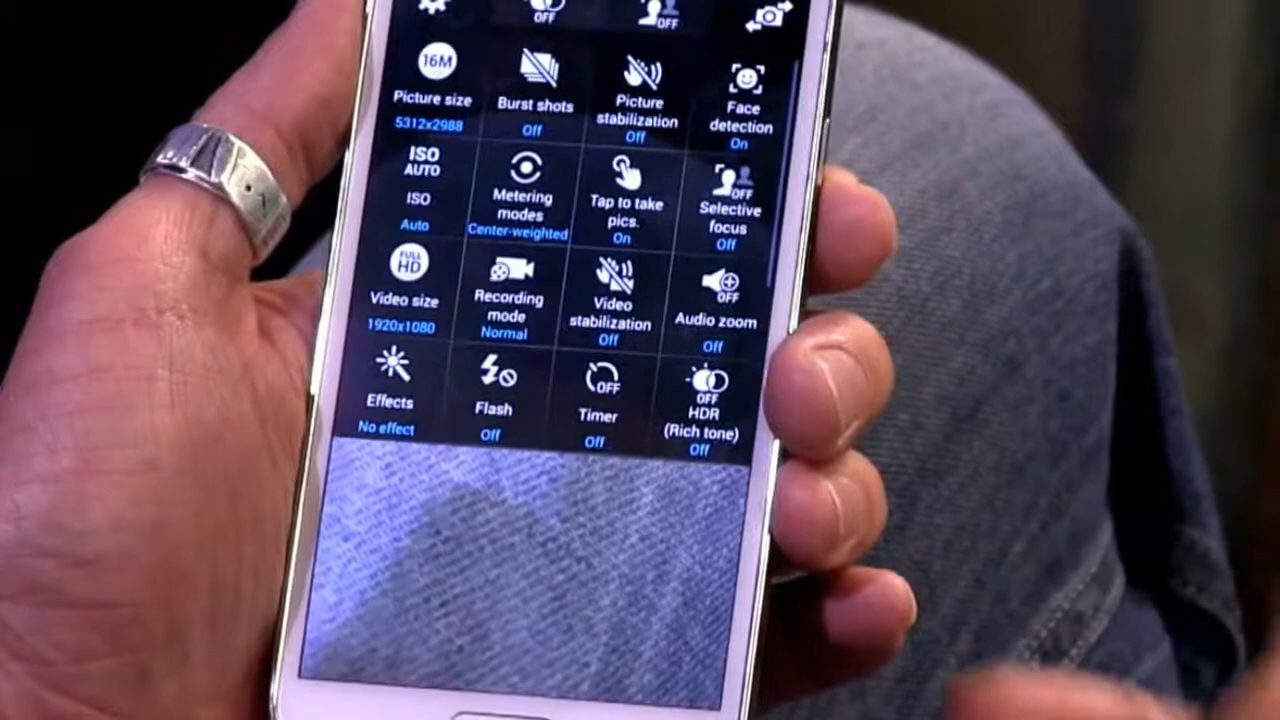 OFF
OFF
16M
Picture size
5312x2988
Burst shots
Off
Picture
stabilization
Off
Face
detection
On
ISO
AUTO
ISO
Auto
Metering
modes
Center-weighted
Tap to take
pics.
On
OFF
Selective
focus
Off
FULL
HD
Video size
1920x1080
Recording
mode
Normal
Video
stabilization
Off
OFF
Audio zoom
Off
Effects
No effect
Flash
Off
OFF
Timer
Off
OFF
HDR
(Rich tone)
Off